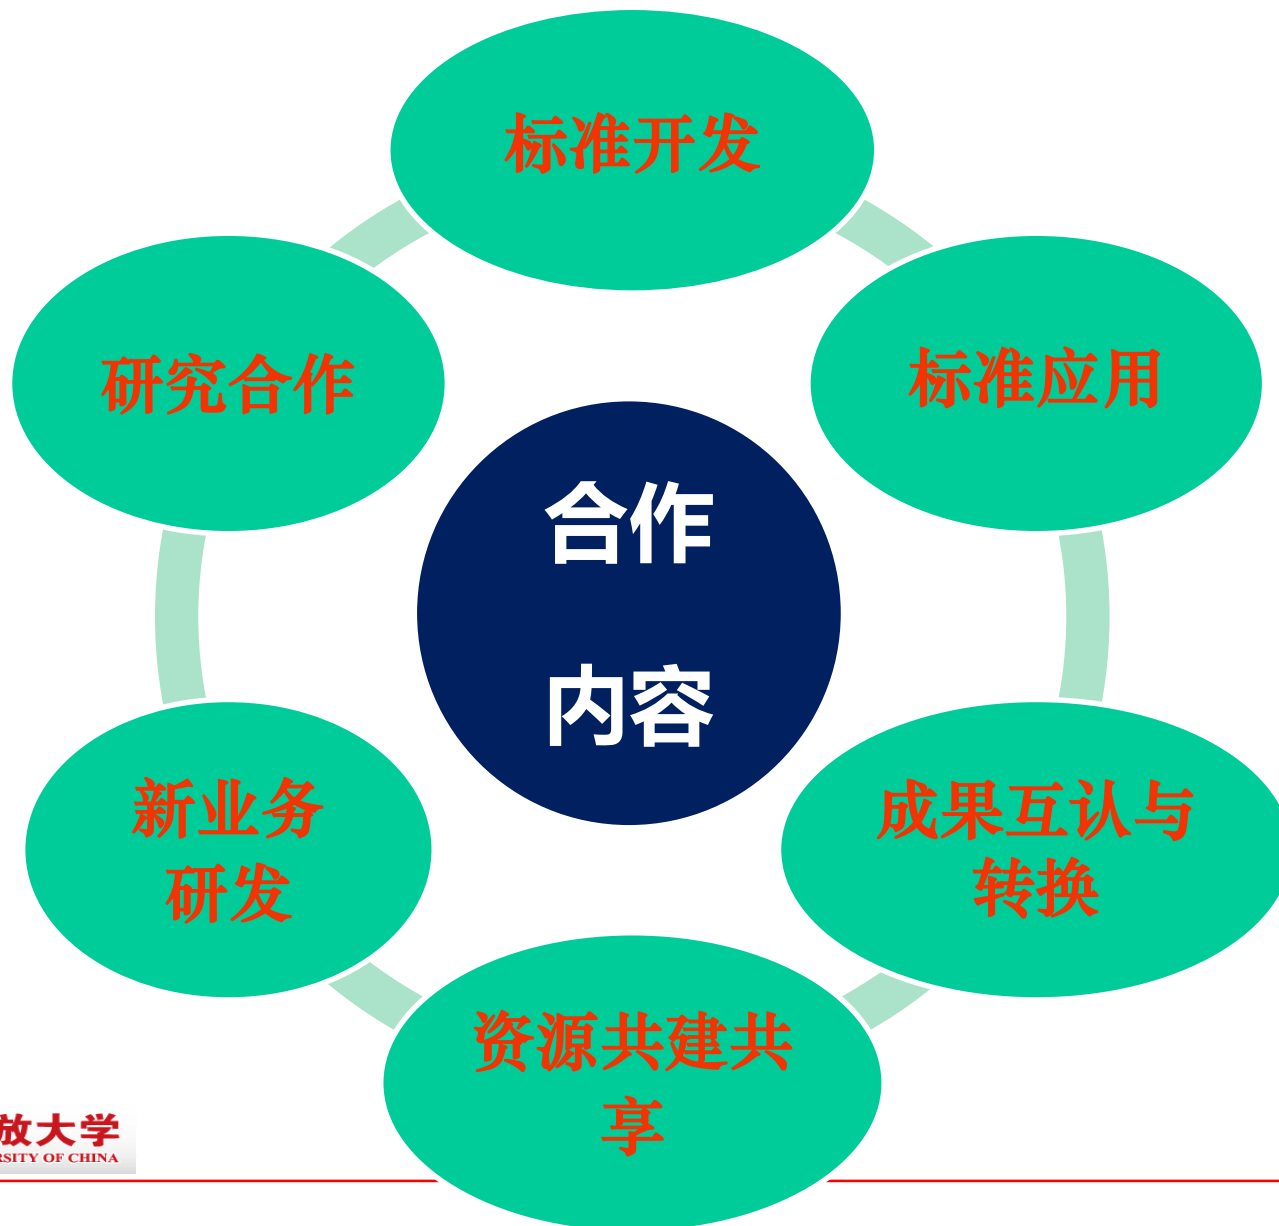 标准开发
研究合作
标准应用
合作
内容
新业务
研发
成果互认与
转换
资源共建共
享
放大学
RSITY OF CHINA